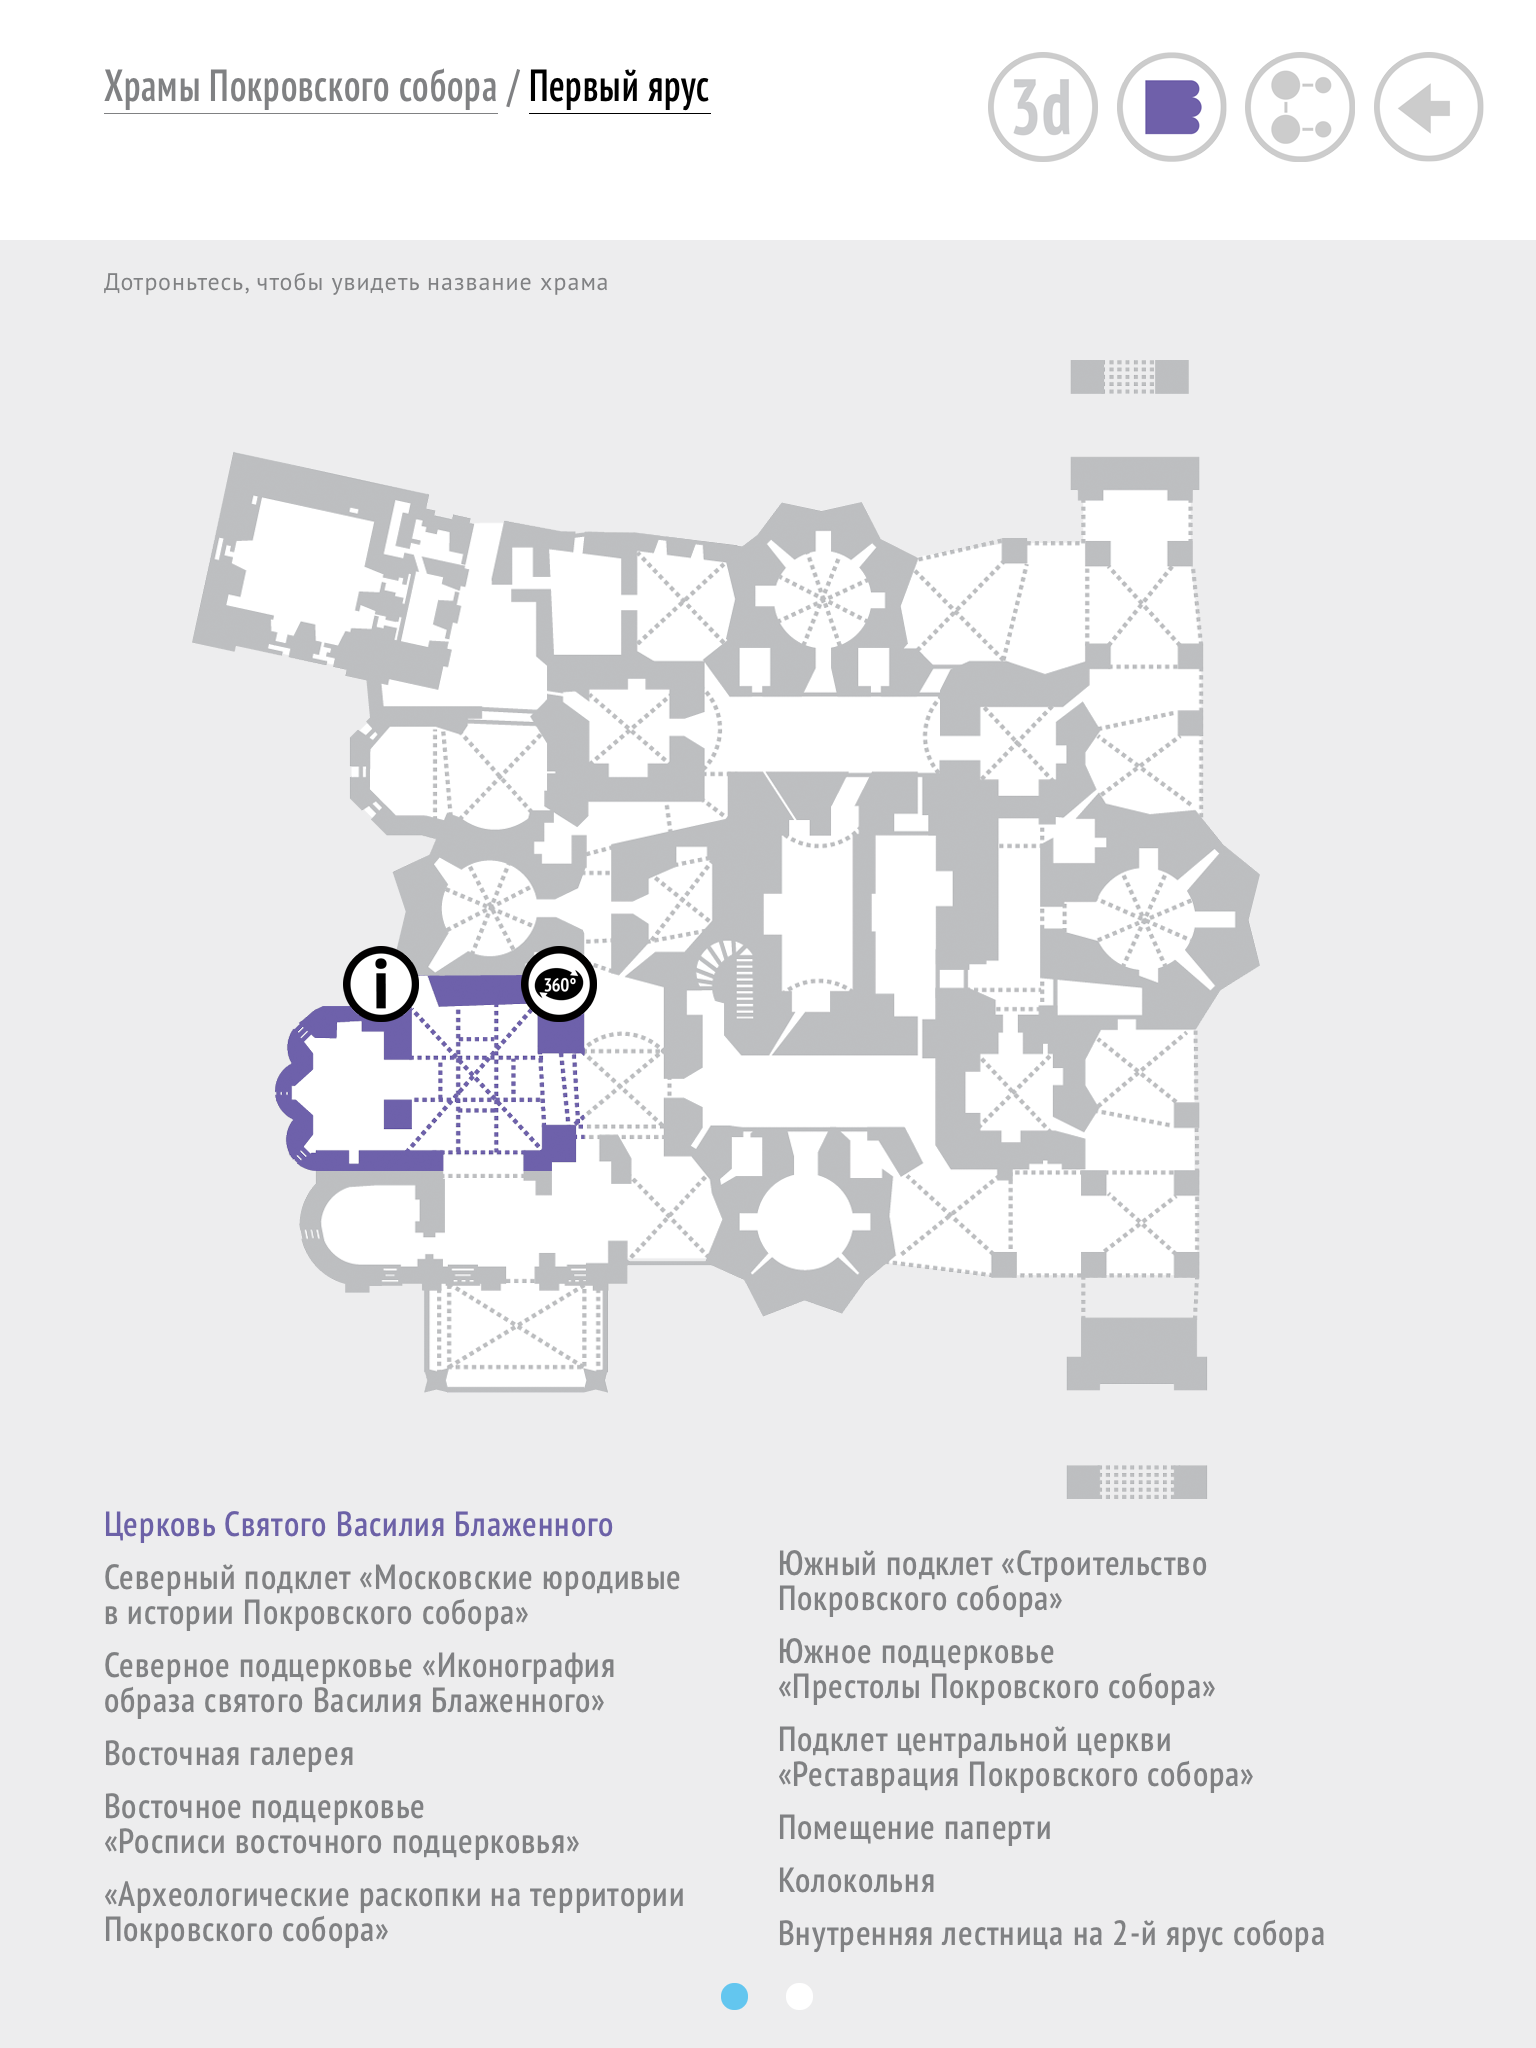 Храмы Покровского собора / Первый ярус
3d
Дотроньтесь, чтобы увидеть название храма
i
360°
Церковь Святого Василия Блаженного
Северный подклет «Московские юродивые
в истории Покровского собора»
Северное подцерковье «Иконография
образа святого Василия Блаженного»
Восточная галерея
Восточное подцерковье
«Росписи восточного подцерковья»
«Археологические раскопки на территории
Покровского собора»
Южный подклет «Строительство
Покровского собора»
Южное подцерковье
«Престолы Покровского собора»
Подклет центральной церкви
«Реставрация Покровского собора»
Помещение паперти
Колокольня
Внутренняя лестница на 2-й ярус собора